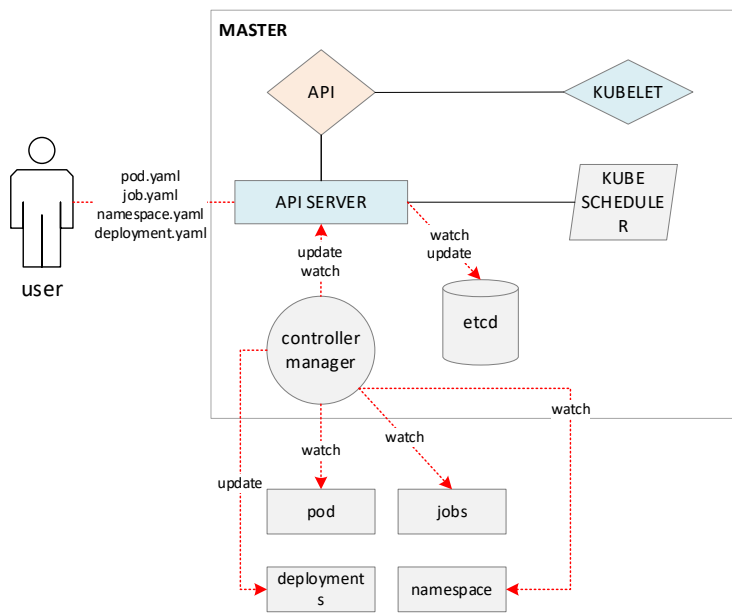 MASTER
API
KUBELET
pod.yaml
job.yaml
namespace.yaml
deployment.yaml
user
API SERVER
KUBE
SCHEDULE
R
update
watch
watch
update
etcd
controller
manager
watch
watch
watch
update
pod
jobs
deployment
s
namespace